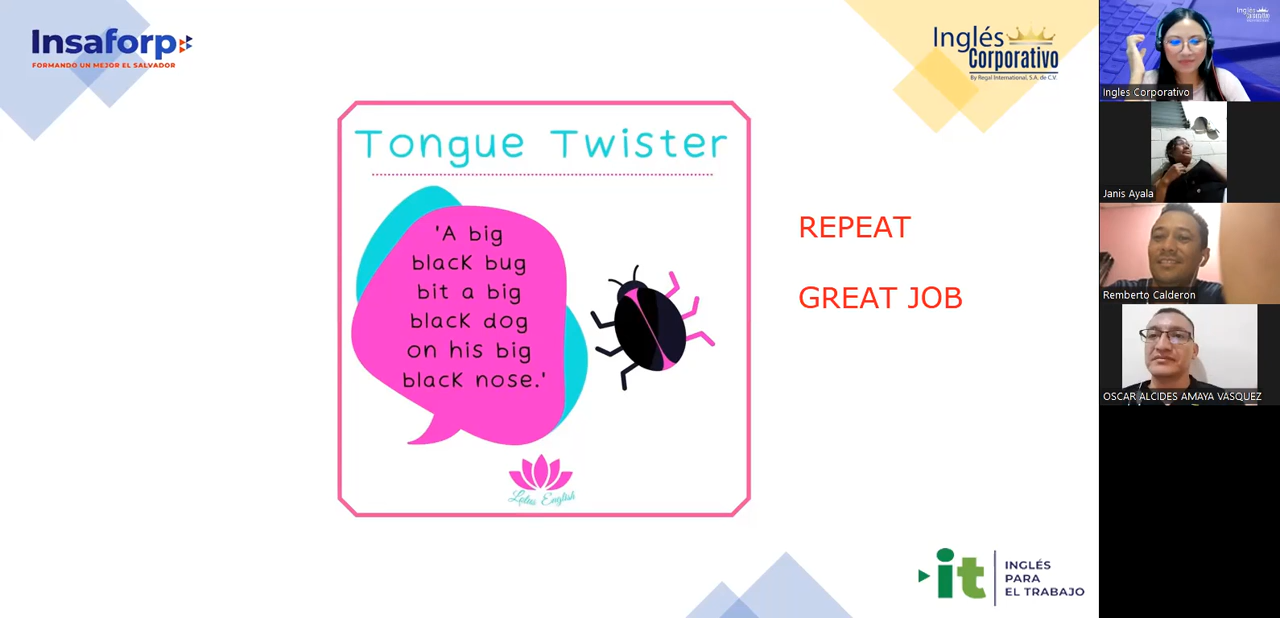 Insaforp
FORMANDO UN MEJOR EL SALVADOR
Inglés
Corporativo
By Regal International, S.A. de C.V.
Tongue Twister
'A big
black bug
bit a big
black dog
on his big
black nose.'
Lotus English
REPEAT
GREAT JOB
it
INGLÉS
PARA
EL TRABAJO
Ingles Corporativo
Janis Ayala
Remberto Calderon
OSCAR ALCIDES AMAYA VASQUEZ